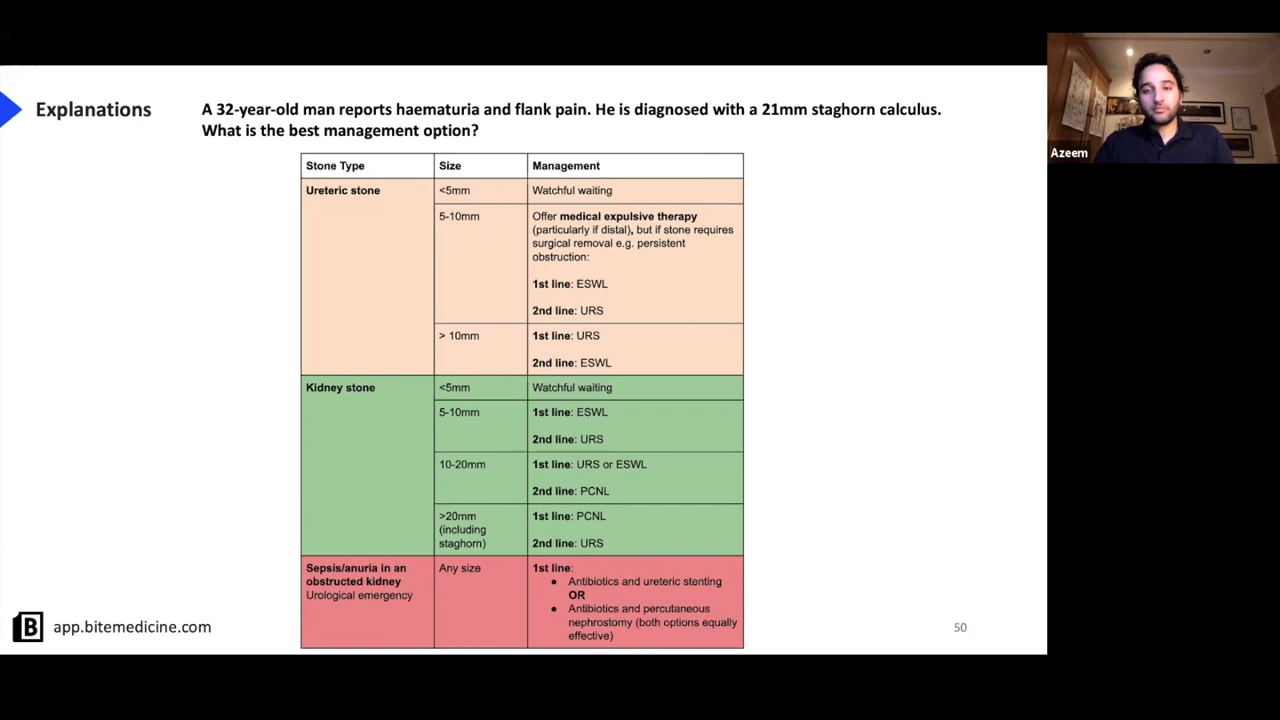 Explanations
A 32-year-old man reports haematuria and flank pain. He is diagnosed with a 21mm staghorn calculus.
What is the best management option?
Azeem
Stone Type Size Management
Ureteric stone <5mm Watchful waiting
5-10mm Offer medical expulsive therapy
(particularly if distal), but if stone requires
surgical removal e.g. persistent
obstruction:
1st line: ESWL
2nd line: URS
> 10mm 1st line: URS
2nd line: ESWL
Kidney stone <5mm Watchful waiting
5-10mm 1st line: ESWL
2nd line: URS
10-20mm 1st line: URS or ESWL
2nd line: PCNL
>20mm 1st line: PCNL
(including
staghorn) 2nd line: URS
Sepsis/anuria in an Any size 1st line:
obstructed kidney ● Antibiotics and ureteric stenting
Urological emergency OR
● Antibiotics and percutaneous
nephrostomy (both options equally
effective)
B app.bitemedicine.com
50